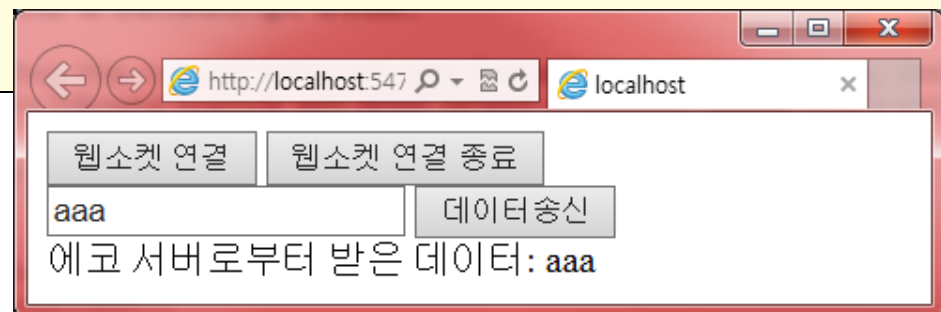 http://localhost:547
localhost
웹소켓 연결
웹소켓 연결 종료
aaa
데이터송신
에코 서버로부터 받은 데이터: aaa